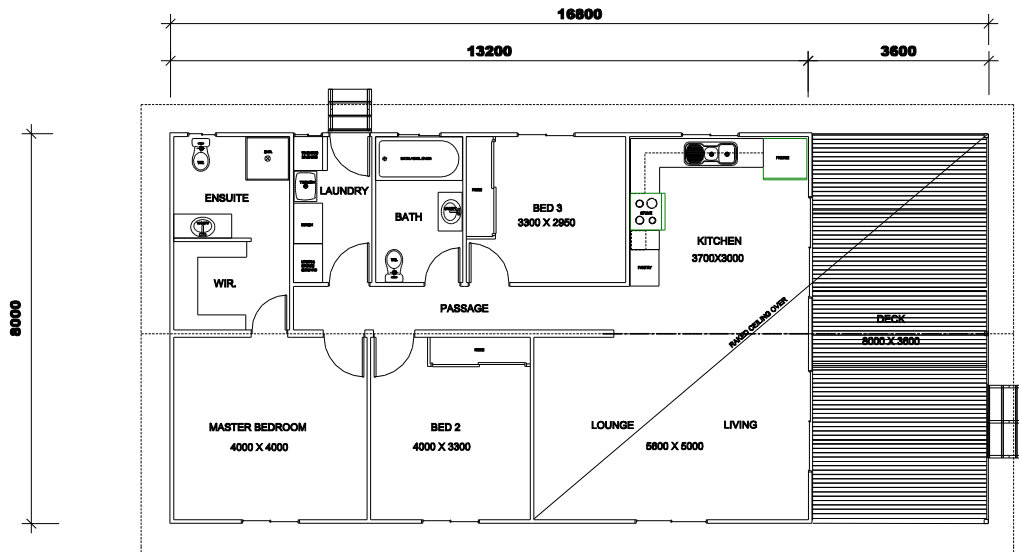 16800
13200
3600
8000
ENSUITE
LAUNDRY
BATH
BED 3
3300 X 2950
KITCHEN
3700X3000
WIR.
PANTRY
PASSAGE
RAKED CEILING OVER
DECK
8000 X 3600
MASTER BEDROOM
4000 X 4000
BED 2
4000 X 3300
LOUNGE
LIVING
5600 X 5000